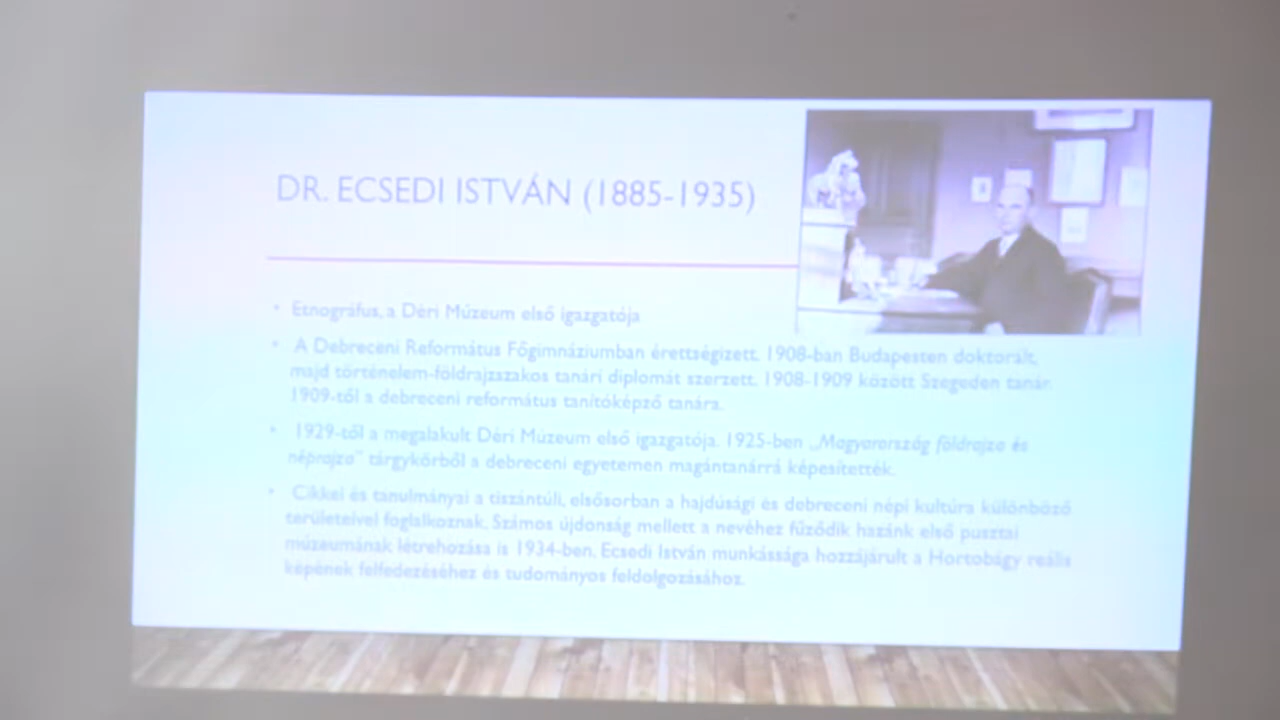 DR. ECSEDI ISTVÁN (1885-1935)
• Etnográfus, a Déri Múzeum első igazgatója
• A Debreceni Református Főgimnáziumban érettségizett. 1908-ban Budapesten doktorált,
majd történelem-földrajzszakos tanári diplomát szerzett. 1908-1909 között Szegeden tanár.
1909-től a debreceni református tanítóképző tanára.
• 1929-től a megalakult Déri Múzeum első igazgatója. 1925-ben „Magyarország földrajza és
néprajza” tárgykörből a debreceni egyetemen magántanárrá képesítették.
• Cikkei és tanulmányai a tiszántúli, elsősorban a hajdúsági és debreceni népi kultúra különböző
területeivel foglalkoznak. Számos újdonság mellett a nevéhez fűződik hazánk első pusztai
múzeumának létrehozása is 1934-ben. Ecsedi István munkássága hozzájárult a Hortobágy reális
képének felfedezéséhez és tudományos feldolgozásához.